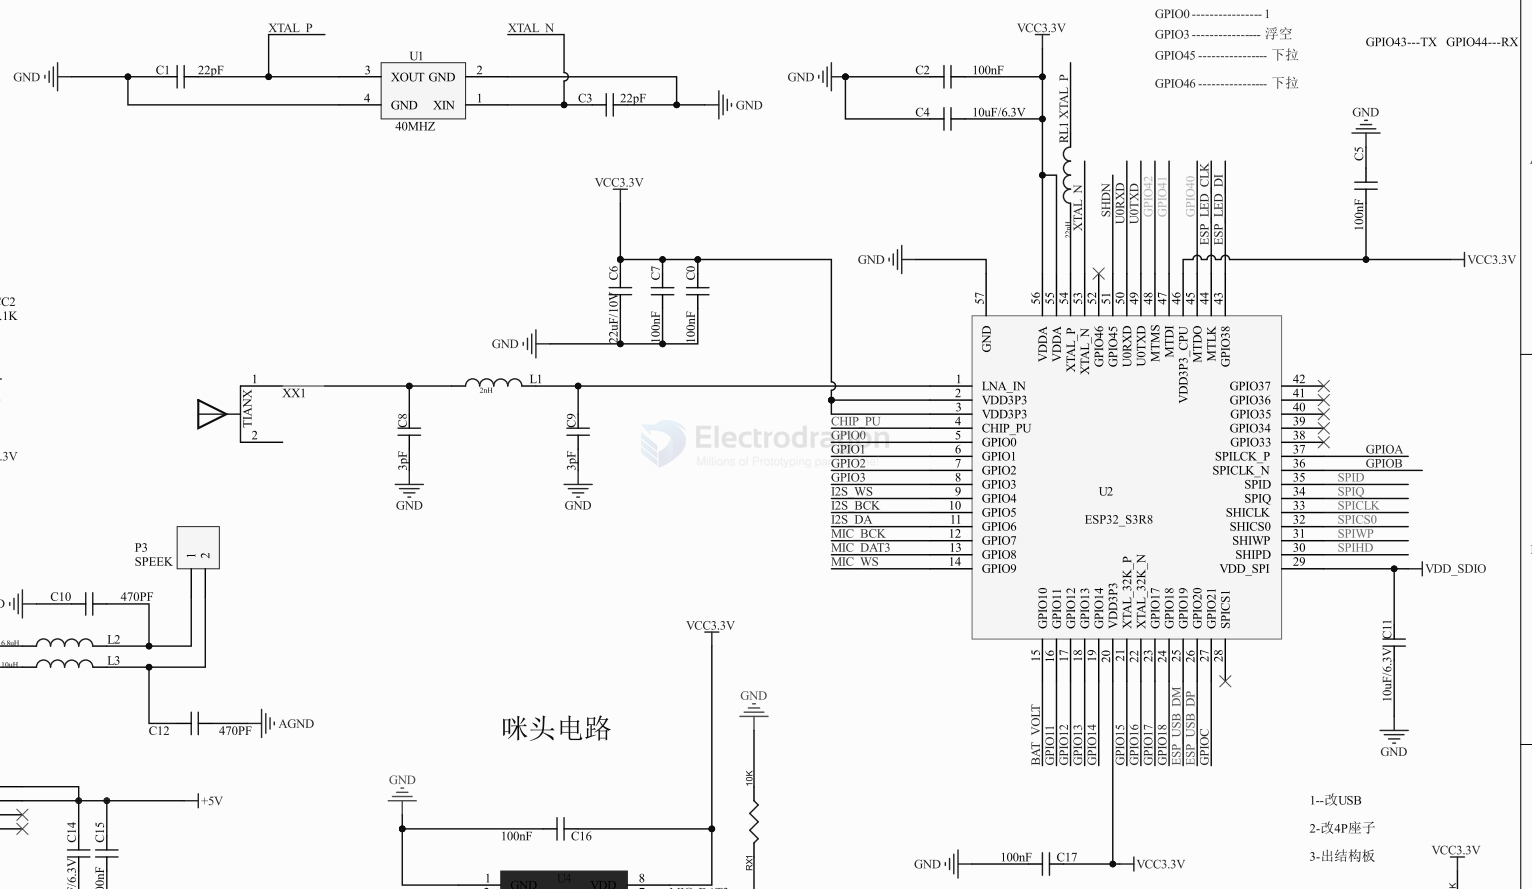 GPIO0 ---------------- 1
GPIO3 ---------------- 浮空
GPIO45 ---------------- 下拉
GPIO46 ---------------- 下拉
GPIO43---TX GPIO44---RX
XTAL_P
XTAL_N
U1
GND
C1
22pF
3
XOUT GND
2
4
GND XIN
1
C3
22pF
GND
40MHZ
VCC3.3V
GND
C2
100nF
C4
10uF/6.3V
RL1 XTAL_P
22nH
XTAL_N
SHDN
U0RXD
U0TXD
GPIO42
GPIO41
GPIO40
ESP_LED_CLK
ESP_LED_DI
GND
C5
100nF
VCC3.3V
VCC3.3V
C6
22uF/10V
C7
100nF
C0
100nF
GND
GND
57
56
55
54
53
52
51
50
49
48
47
46
45
44
43
GND
VDDA
VDDA
XTAL_P
XTAL_N
GPIO46
GPIO45
U0RXD
U0TXD
MTMS
MTDI
VDD3P3_CPU
MTDO
MTLK
GPIO38
CC2
.1K
.3V
1
XX1
TIANX
2
C8
3pF
GND
2nH
L1
C9
3pF
GND
Electrodragon
Millions of Prototyping
1 LNA_IN
2 VDD3P3
3 VDD3P3
CHIP_PU 4 CHIP_PU
GPIO0 5 GPIO0
GPIO1 6 GPIO1
GPIO2 7 GPIO2
GPIO3 8 GPIO3
I2S_WS 9 GPIO4
I2S_BCK 10 GPIO5
I2S_DA 11 GPIO6
MIC_BCK 12 GPIO7
MIC_DAT3 13 GPIO8
MIC_WS 14 GPIO9
U2
ESP32_S3R8
GPIO37 42
GPIO36 41
GPIO35 40
GPIO34 39
GPIO33 38
SPILCK_P 37 GPIOA
SPICLK_N 36 GPIOB
SPID 35 SPID
SPIQ 34 SPIQ
SHICLK 33 SPICLK
SHICS0 32 SPICS0
SHIWP 31 SPIWP
SHIPD 30 SPIHD
VDD_SPI 29
VDD_SDIO
C11
10uF/6.3V
GND
GPIO10
GPIO11
GPIO12
GPIO13
GPIO14
VDD3P3
XTAL_32K_P
XTAL_32K_N
GPIO17
GPIO18
GPIO19
GPIO20
GPIO21
SPICS1
15
16
17
18
19
20
21
22
23
24
25
26
27
28
BAT_VOLT
GPIO11
GPIO12
GPIO13
GPIO14
GPIO15
GPIO16
GPIO17
GPIO18
ESP_USB_DM
ESP_USB_DP
GPIOC
P3
SPEEK
1
2
C10
470PF
6.8uH
L2
10uH
L3
C12
470PF
AGND
+5V
C14
/6.3V
C15
00nF
咪头电路
VCC3.3V
GND
GND
10K
RX1
100nF
C16
1
U4
GND VDD
8
GND
100nF
C17
VCC3.3V
1--改USB
2-改4P座子
3-出结构板
VCC3.3V